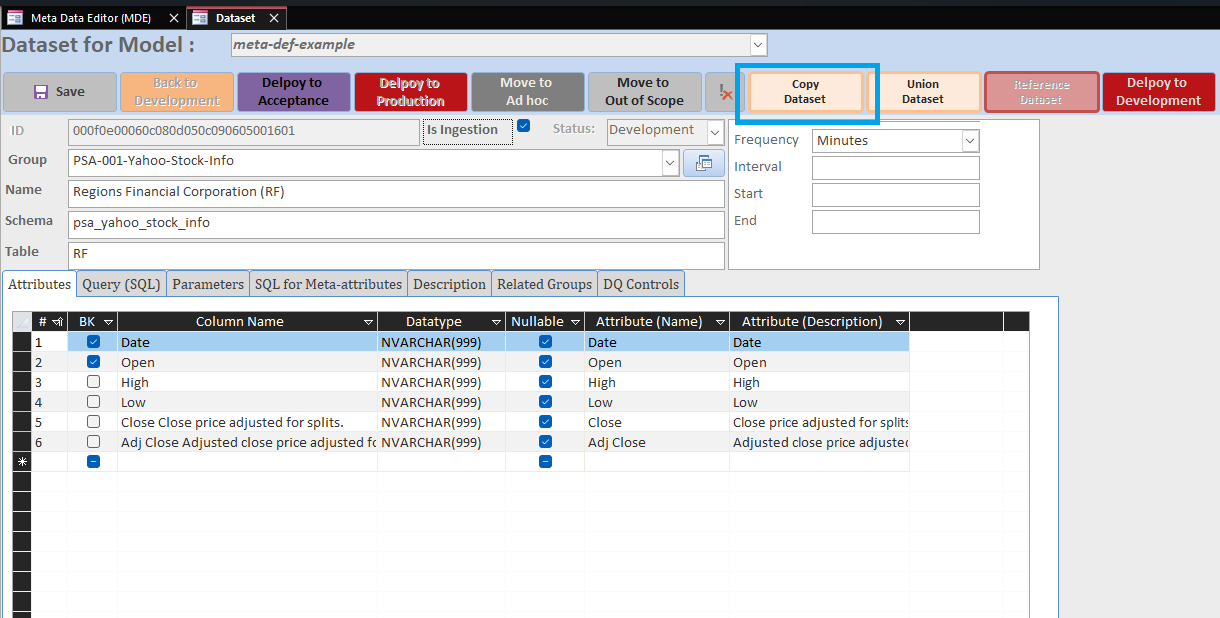 Meta Data Editor (MDE)
Dataset
Dataset for Model :
meta-def-example
Save
Back to
Development
Delpoy to
Acceptance
Delpoy to
Production
Move to
Ad hoc
Move to
Out of Scope
Copy
Dataset
Union
Dataset
Reference
Dataset
Delpoy to
Development
ID
000f0e00060c080d050c090605001601
Is Ingestion
Status:
Development
Group
PSA-001-Yahoo-Stock-Info
Name
Regions Financial Corporation (RF)
Schema
psa_yahoo_stock_info
Table
RF
Frequency
Minutes
Interval
Start
End
Attributes
Query (SQL)
Parameters
SQL for Meta-attributes
Description
Related Groups
DQ Controls
# BK Column Name Datatype Nullable Attribute (Name) Attribute (Description)
1 Date NVARCHAR(999) Date Date
2 Open NVARCHAR(999) Open Open
3 High NVARCHAR(999) High High
4 Low NVARCHAR(999) Low Low
5 Close Close price adjusted for splits. NVARCHAR(999) Close Close price adjusted for splits
6 Adj Close Adjusted close price adjusted fo NVARCHAR(999) Adj Close Adjusted close price adjusted